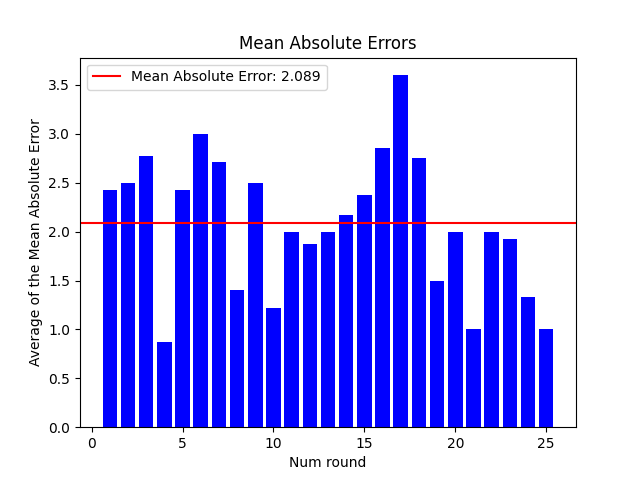 Mean Absolute Errors
Mean Absolute Error: 2.089
Average of the Mean Absolute Error
3.5
3.0
2.5
2.0
1.5
1.0
0.5
0.0
0 5 10 15 20 25
Num round